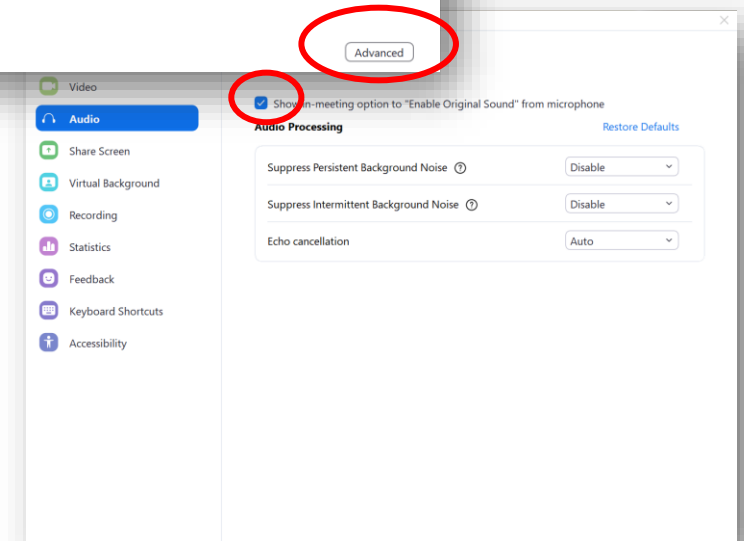 Advanced
Video
Audio
Share Screen
Virtual Background
Recording
Statistics
Feedback
Keyboard Shortcuts
Accessibility
Show in-meeting option to "Enable Original Sound" from microphone
Audio Processing
Restore Defaults
Suppress Persistent Background Noise
Disable
Suppress Intermittent Background Noise
Disable
Echo cancellation
Auto